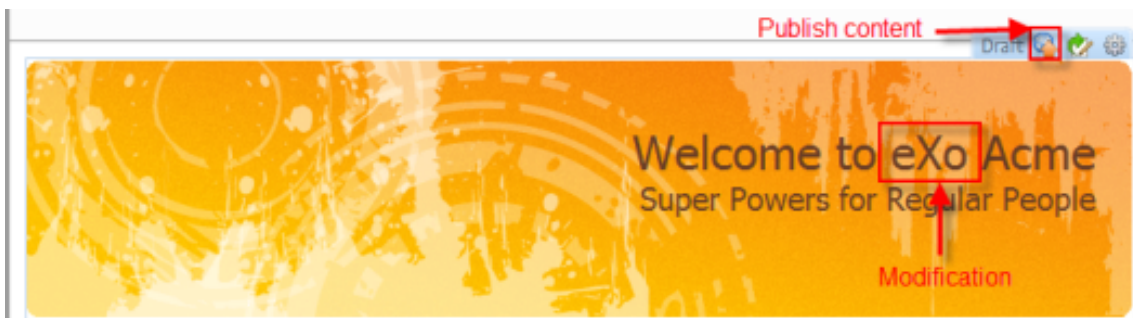 Publish content
Draft
Welcome to eXo Acme
Super Powers for Regular People
Modification